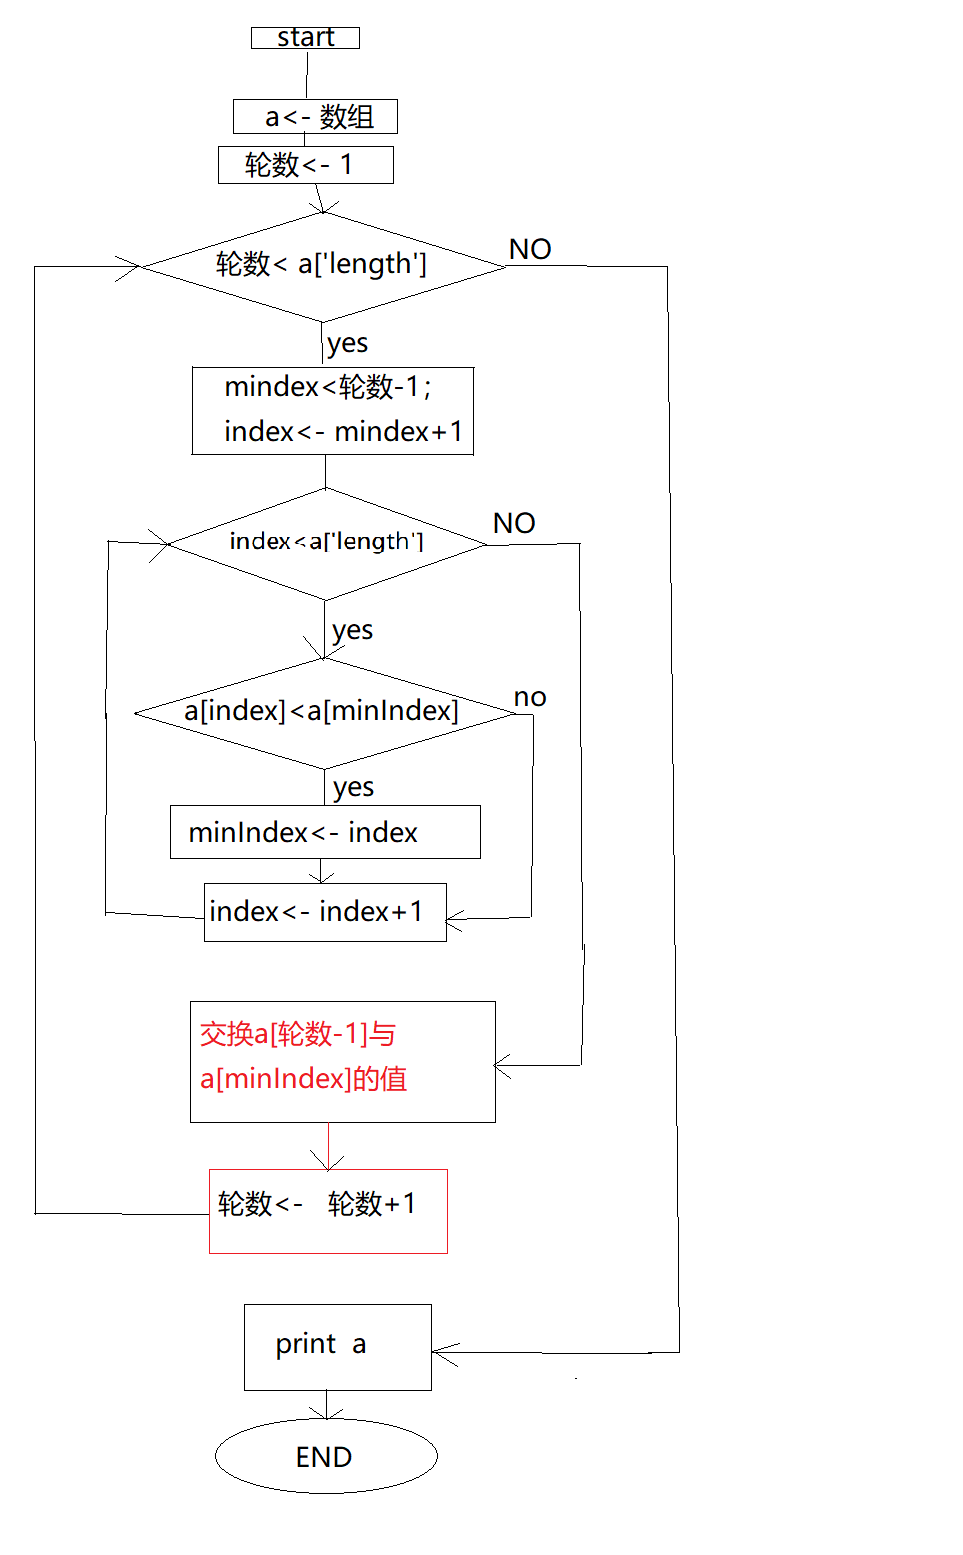 start
a<- 数组
轮数<- 1
轮数< a['length']
NO
yes
mindex<轮数-1；
index<- mindex+1
NO
index<a['length']
yes
no
a[index]<a[minIndex]
yes
minIndex<- index
index<- index+1
交换a[轮数-1]与
a[minIndex]的值
轮数<- 轮数+1
print a
END